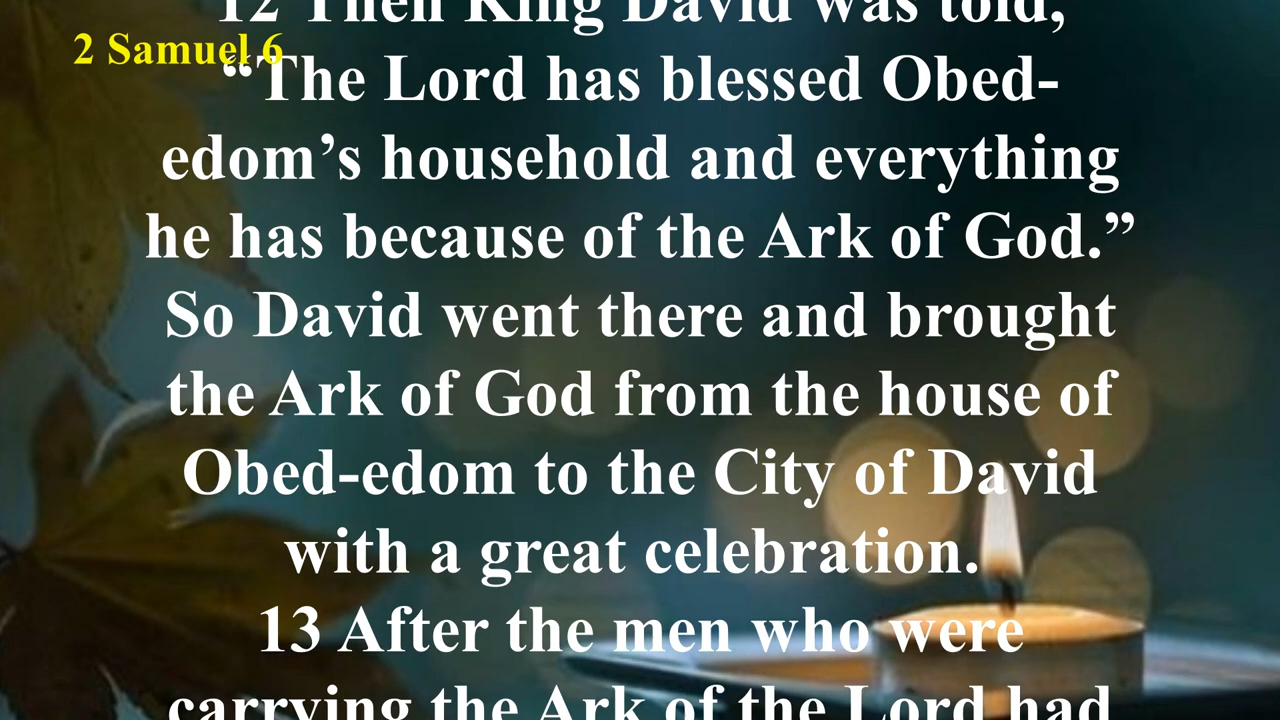 12 Then King David was told,
2 Samuel 6
“The Lord has blessed Obed-
edom’s household and everything
he has because of the Ark of God.”
So David went there and brought
the Ark of God from the house of
Obed-edom to the City of David
with a great celebration.
13 After the men who were
carrying the Ark of the Lord had